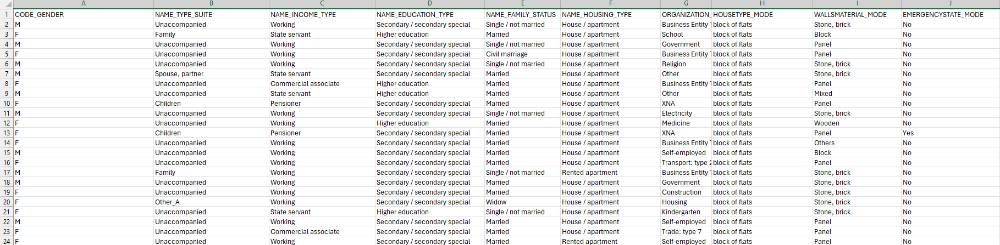 A B C D E F G H I J
1 CODE_GENDER NAME_TYPE_SUITE NAME_INCOME_TYPE NAME_EDUCATION_TYPE NAME_FAMILY_STATUS NAME_HOUSING_TYPE ORGANIZATION_ HOUSETYPE_MODE WALLSMATERIAL_MODE EMERGENCYSTATE_MODE
2 M Unaccompanied Working Secondary / secondary special Single / not married House / apartment Business Entity T block of flats Stone, brick No
3 F Family State servant Higher education Married House / apartment School block of flats Block No
4 M Unaccompanied Working Secondary / secondary special Single / not married House / apartment Government block of flats Panel No
5 F Unaccompanied Working Secondary / secondary special Civil marriage House / apartment Business Entity T block of flats Panel No
6 M Unaccompanied Working Secondary / secondary special Single / not married House / apartment Religion block of flats Stone, brick No
7 M Spouse, partner State servant Secondary / secondary special Married House / apartment Other block of flats Stone, brick No
8 F Unaccompanied Commercial associate Higher education Married House / apartment Business Entity T block of flats Panel No
9 M Unaccompanied State servant Higher education Married House / apartment Other block of flats Mixed No
10 F Children Pensioner Secondary / secondary special Married House / apartment XNA block of flats Panel No
11 M Unaccompanied Working Secondary / secondary special Single / not married House / apartment Electricity block of flats Stone, brick No
12 F Unaccompanied Working Higher education Married House / apartment Medicine block of flats Wooden No
13 F Children Pensioner Secondary / secondary special Married House / apartment XNA block of flats Panel Yes
14 F Unaccompanied Working Secondary / secondary special Married House / apartment Business Entity T block of flats Others No
15 M Unaccompanied Working Secondary / secondary special Married House / apartment Self-employed block of flats Block No
16 F Unaccompanied Working Secondary / secondary special Married House / apartment Transport: type 2 block of flats Panel No
17 M Family Working Secondary / secondary special Single / not married Rented apartment Business Entity T block of flats Stone, brick No
18 M Unaccompanied Working Secondary / secondary special Married House / apartment Government block of flats Stone, brick No
19 F Unaccompanied Working Secondary / secondary special Married House / apartment Construction block of flats Stone, brick No
20 F Other_A Working Secondary / secondary special Widow House / apartment Housing block of flats Stone, brick No
21 F Unaccompanied State servant Higher education Single / not married House / apartment Kindergarten block of flats Stone, brick No
22 M Unaccompanied Working Secondary / secondary special Married House / apartment Self-employed block of flats Panel No
23 F Unaccompanied Commercial associate Secondary / secondary special Married House / apartment Trade: type 7 block of flats Panel No
24 F Unaccompanied Working Secondary / secondary special Married Rented apartment Self-employed block of flats Panel No